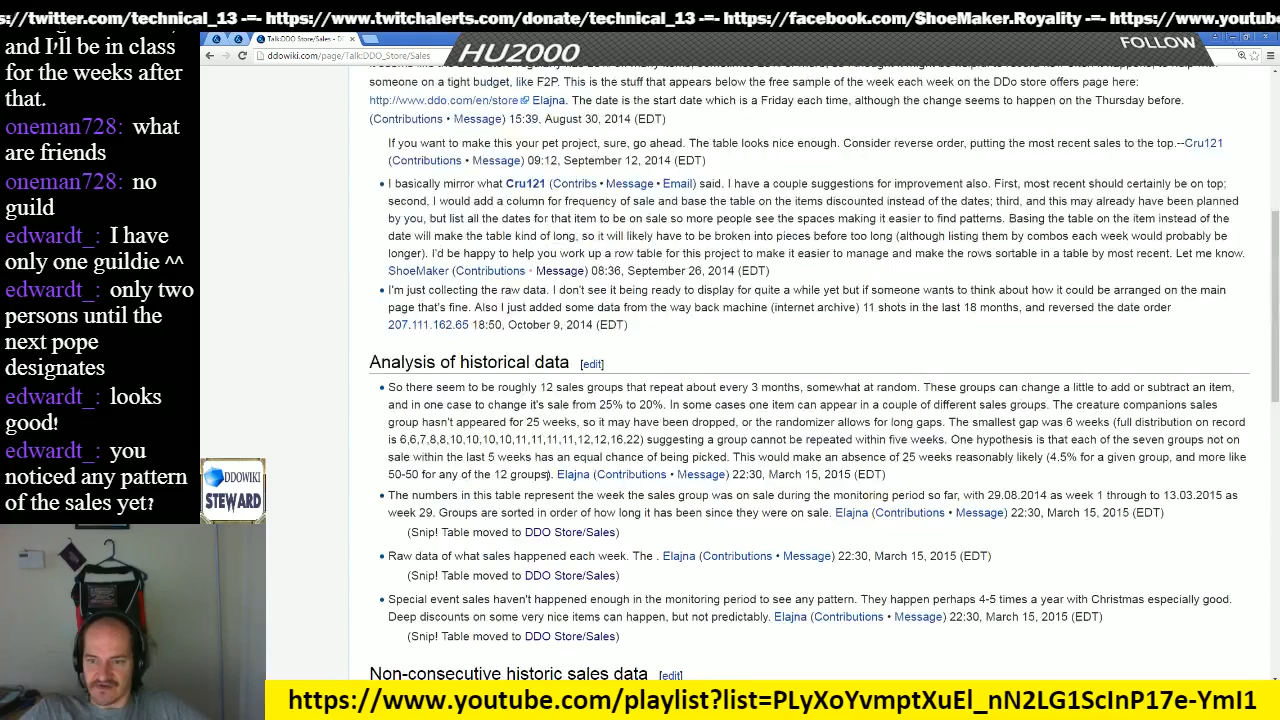 s://twitter.com/technical_13 -=- https://www.twitchalerts.com/donate/technical_13 -=- https://facebook.com/ShoeMaker.Royality -=- https://www.youtube
and I'll be in class
for the weeks after
that.
oneman728: what
are friends
oneman728: no
guild
edwardt_: I have
only one guildie ^^
edwardt_: only two
persons until the
next pope
designates
edwardt_: looks
good!
edwardt_: you
noticed any pattern
of the sales yet?
Talk:DDO_Store/Sales - D
HU2000
FOLLOW
ddowiki.com/page/Talk:DDO_Store/Sales
someone on a tight budget, like F2P. This is the stuff that appears below the free sample of the week each week on the DDo store offers page here:
http://www.ddo.com/en/store Elajna. The date is the start date which is a Friday each time, although the change seems to happen on the Thursday before.
(Contributions • Message) 15:39, August 30, 2014 (EDT)
If you want to make this your pet project, sure, go ahead. The table looks nice enough. Consider reverse order, putting the most recent sales to the top.--Cru121
(Contributions • Message) 09:12, September 12, 2014 (EDT)
• I basically mirror what Cru121 (Contribs • Message • Email) said. I have a couple suggestions for improvement also. First, most recent should certainly be on top;
second, I would add a column for frequency of sale and base the table on the items discounted instead of the dates; third, and this may already have been planned
by you, but list all the dates for that item to be on sale so more people see the spaces making it easier to find patterns. Basing the table on the item instead of the
date will make the table kind of long, so it will likely have to be broken into pieces before too long (although listing them by combos each week would probably be
longer). I'd be happy to help you work up a row table for this project to make it easier to manage and make the rows sortable in a table by most recent. Let me know.
ShoeMaker (Contributions • Message) 08:36, September 26, 2014 (EDT)
• I'm just collecting the raw data. I don't see it being ready to display for quite a while yet but if someone wants to think about how it could be arranged on the main
page that's fine. Also I just added some data from the way back machine (internet archive) 11 shots in the last 18 months, and reversed the date order
207.111.162.65 18:50, October 9, 2014 (EDT)
Analysis of historical data [edit]
• So there seem to be roughly 12 sales groups that repeat about every 3 months, somewhat at random. These groups can change a little to add or subtract an item,
and in one case to change it's sale from 25% to 20%. In some cases one item can appear in a couple of different sales groups. The creature companions sales
group hasn't appeared for 25 weeks, so it may have been dropped, or the randomizer allows for long gaps. The smallest gap was 6 weeks (full distribution on record
is 6,6,7,8,8,10,10,10,10,11,11,11,11,12,12,16,22) suggesting a group cannot be repeated within five weeks. One hypothesis is that each of the seven groups not on
sale within the last 5 weeks has an equal chance of being picked. This would make an absence of 25 weeks reasonably likely (4.5% for a given group, and more like
50-50 for any of the 12 groups). Elajna (Contributions • Message) 22:30, March 15, 2015 (EDT)
• The numbers in this table represent the week the sales group was on sale during the monitoring period so far, with 29.08.2014 as week 1 through to 13.03.2015 as
week 29. Groups are sorted in order of how long it has been since they were on sale. Elajna (Contributions • Message) 22:30, March 15, 2015 (EDT)
(Snip! Table moved to DDO Store/Sales)
• Raw data of what sales happened each week. The . Elajna (Contributions • Message) 22:30, March 15, 2015 (EDT)
(Snip! Table moved to DDO Store/Sales)
• Special event sales haven't happened enough in the monitoring period to see any pattern. They happen perhaps 4-5 times a year with Christmas especially good.
Deep discounts on some very nice items can happen, but not predictably. Elajna (Contributions • Message) 22:30, March 15, 2015 (EDT)
(Snip! Table moved to DDO Store/Sales)
Non-consecutive historic sales data [edit]
DDOWIKI
STEWARD
https://www.youtube.com/playlist?list=PLyXoYvmptXuEl_nN2LG1ScInP17e-YmI1